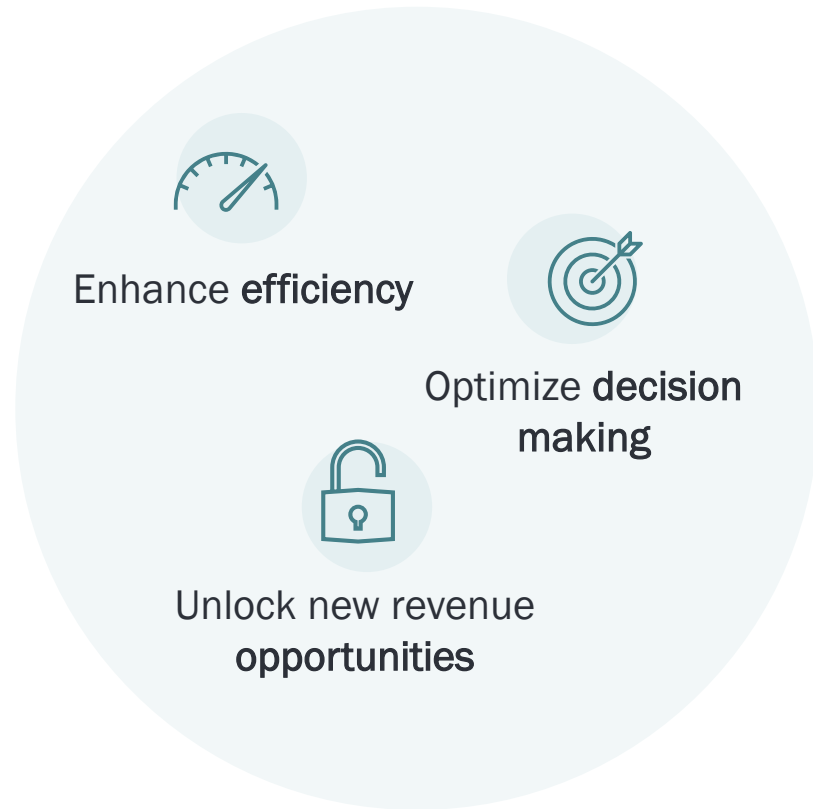 Enhance efficiency
Optimize decision
making
Unlock new revenue
opportunities